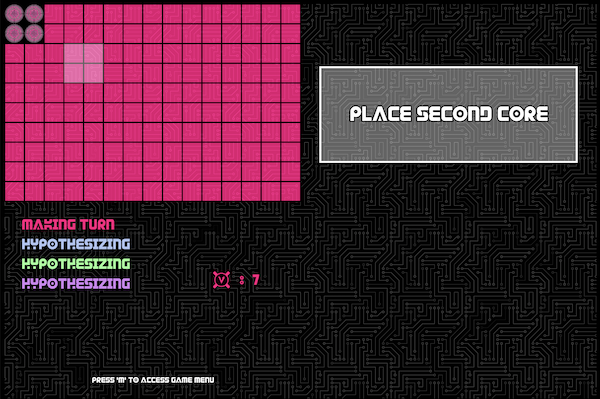 PLACE SECOND CORE
MAKING TURN
HYPOTHESIZING
HYPOTHESIZING
HYPOTHESIZING
V : 7
PRESS 'M' TO ACCESS GAME MENU